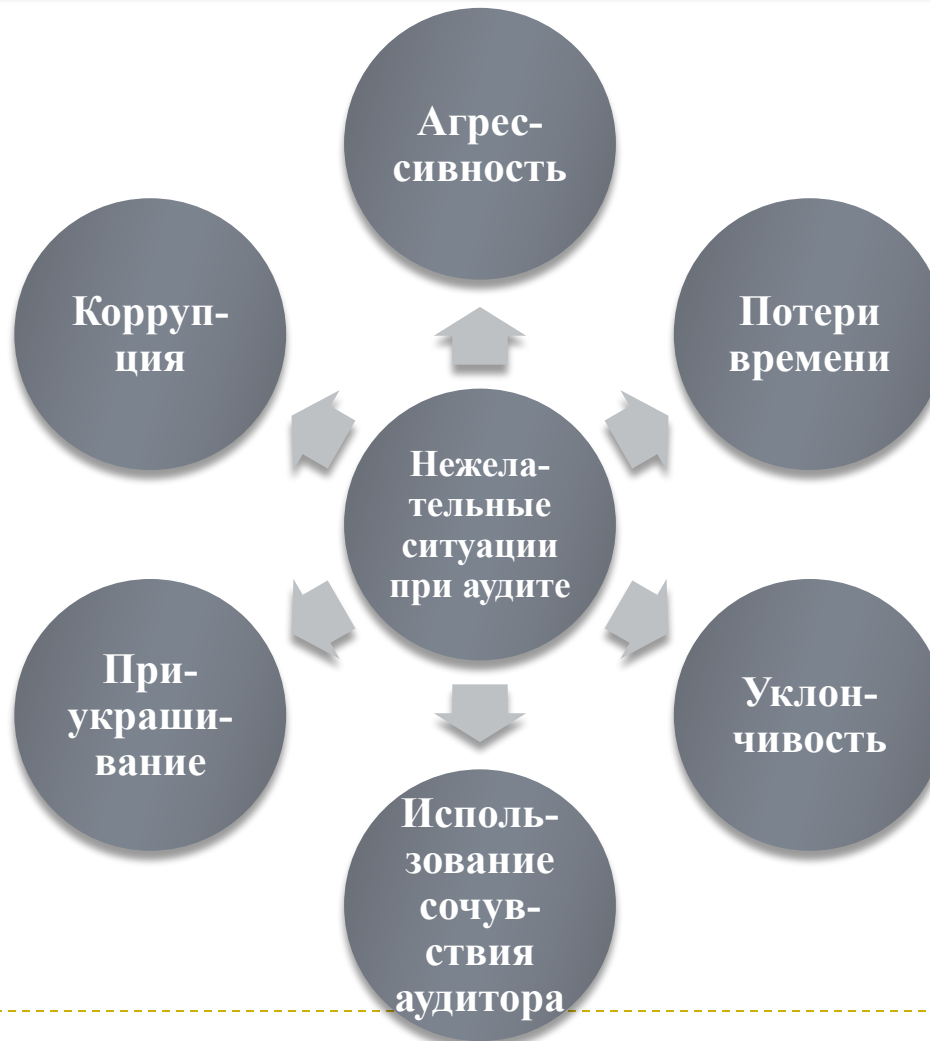 Агрес-
сивность
Корруп-
ция
Потери
времени
Нежела-
тельные
ситуации
при аудите
При-
украши-
вание
Уклон-
чивость
Исполь-
зование
сочув-
ствия
аудитора